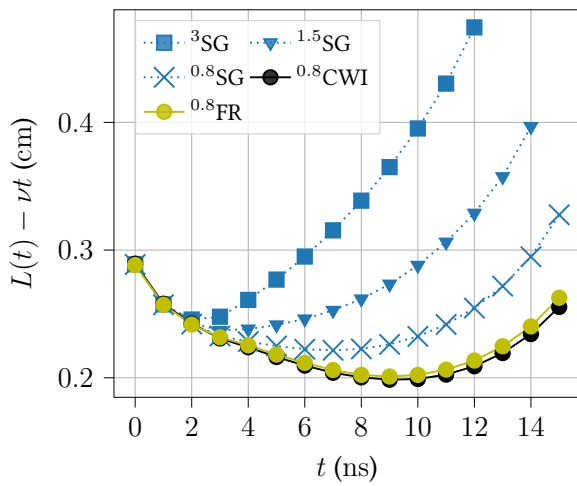 ³SG
¹·⁵SG
⁰·⁸SG
⁰·⁸CWI
⁰·⁸FR
0.4
0.3
0.2
L(t) − νt (cm)
0 2 4 6 8 10 12 14
t (ns)